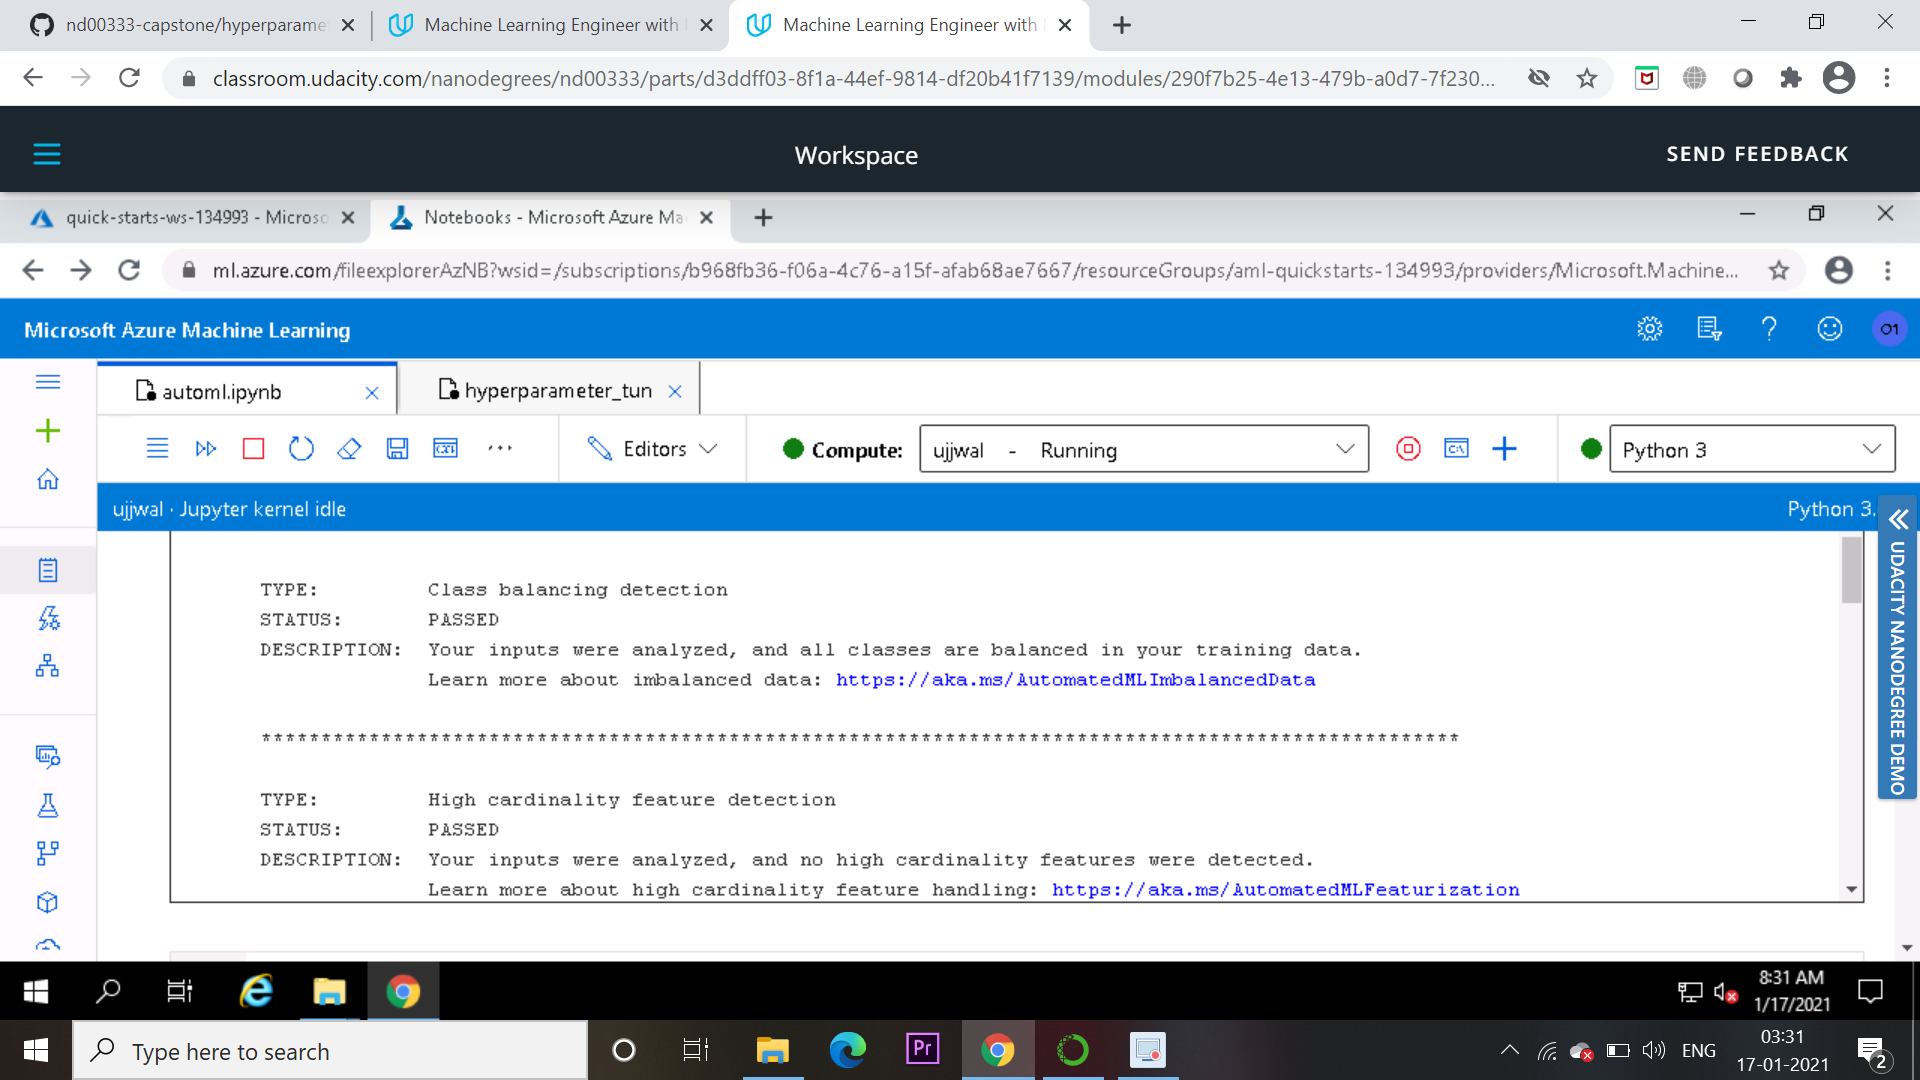 nd00333-capstone/hyperparame
Machine Learning Engineer with
Machine Learning Engineer with
classroom.udacity.com/nanodegrees/nd00333/parts/d3ddff03-8f1a-44ef-9814-df20b41f7139/modules/290f7b25-4e13-479b-a0d7-7f230...
Workspace
SEND FEEDBACK
quick-starts-ws-134993 - Microso
Notebooks - Microsoft Azure Ma
ml.azure.com/fileexplorerAzNB?wsid=/subscriptions/b968fb36-f06a-4c76-a15f-afab68ae7667/resourceGroups/aml-quickstarts-134993/providers/Microsoft.Machine...
Microsoft Azure Machine Learning
O1
automl.ipynb
hyperparameter_tun
Editors
Compute:
ujjwal - Running
Python 3
ujjwal · Jupyter kernel idle
Python 3.
UDACITY NANODEGREE DEMO
TYPE: Class balancing detection
STATUS: PASSED
DESCRIPTION: Your inputs were analyzed, and all classes are balanced in your training data.
Learn more about imbalanced data: https://aka.ms/AutomatedMLImbalancedData
****************************************************************************************************
TYPE: High cardinality feature detection
STATUS: PASSED
DESCRIPTION: Your inputs were analyzed, and no high cardinality features were detected.
Learn more about high cardinality feature handling: https://aka.ms/AutomatedMLFeaturization
8:31 AM
1/17/2021
Type here to search
Pr
ENG
03:31
17-01-2021
2